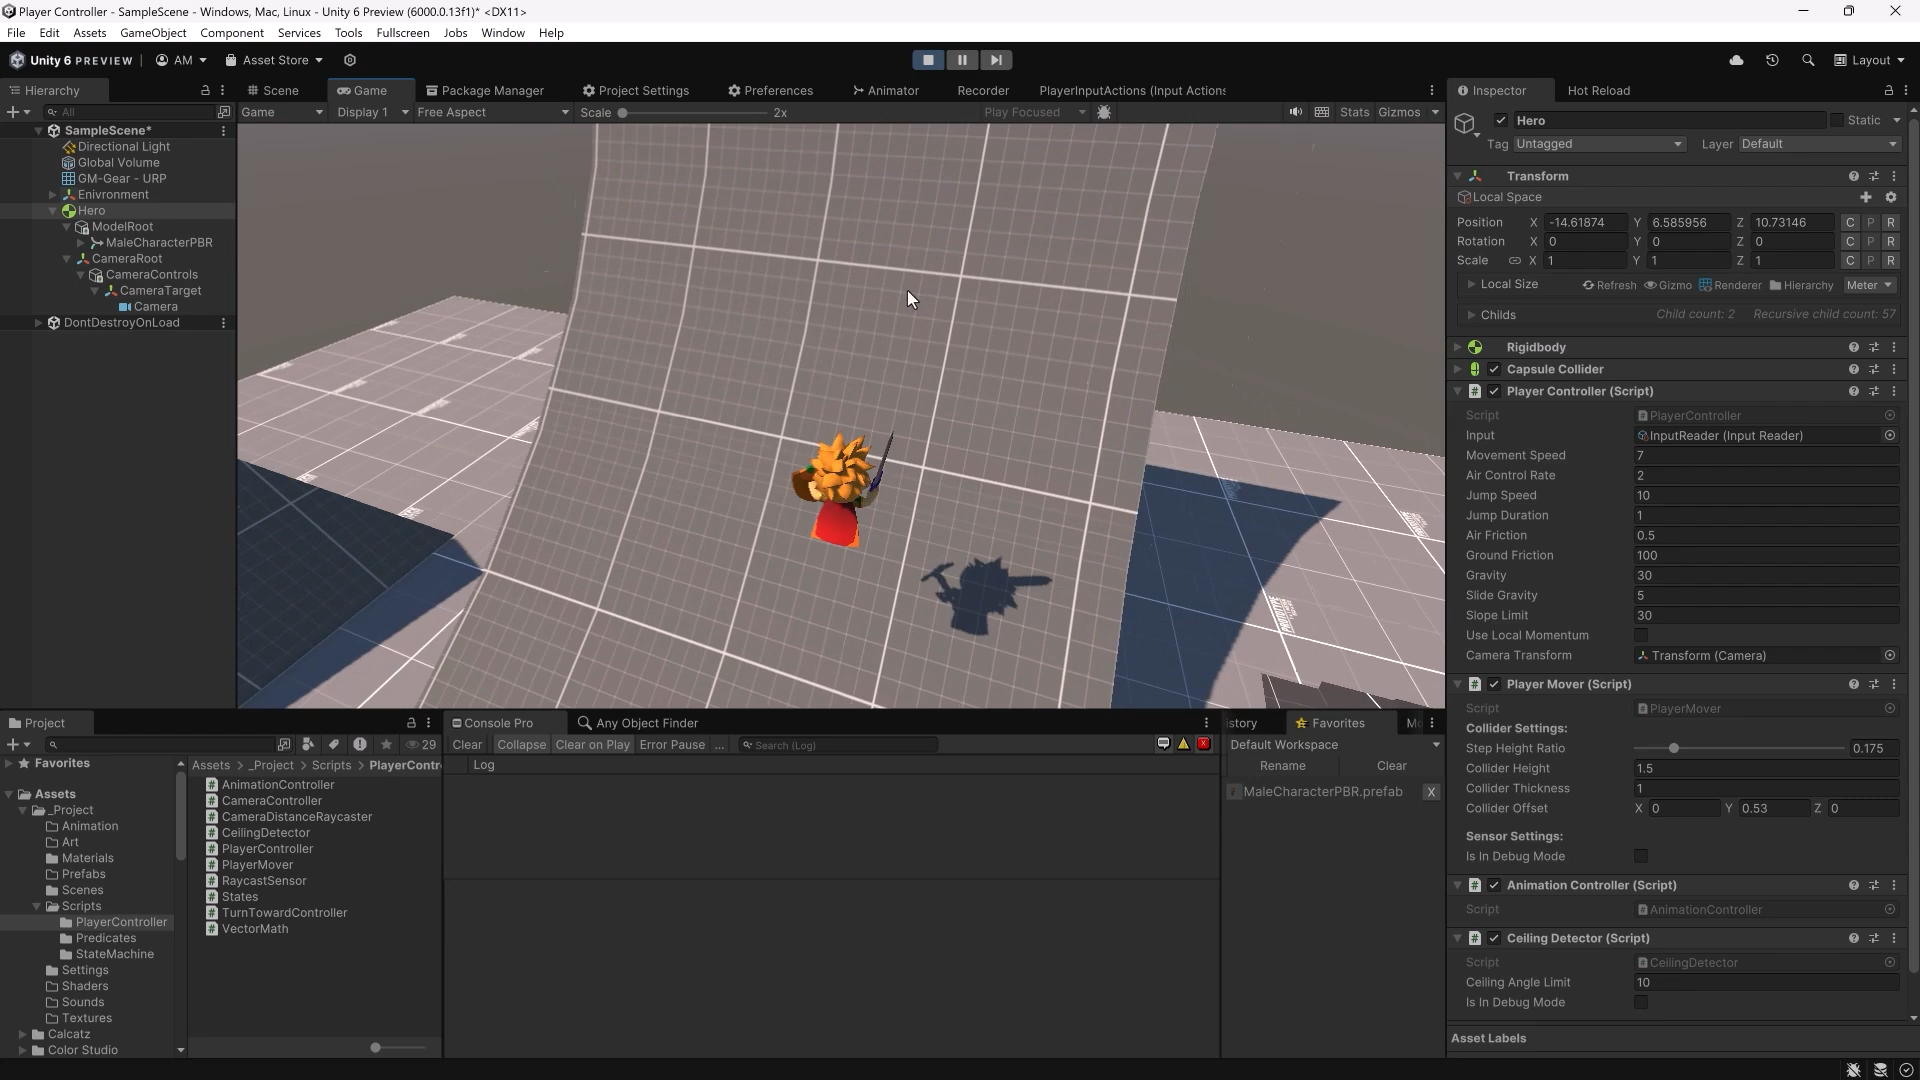 Player Controller - SampleScene - Windows, Mac, Linux - Unity 6 Preview (6000.0.13f1)* <DX11>
File Edit Assets GameObject Component Services Tools Fullscreen Jobs Window Help
Unity 6 PREVIEW AM Asset Store Layout
Hierarchy Scene Game Package Manager Project Settings Preferences Animator Recorder PlayerInputActions (Input Actions Inspector Hot Reload
All Game Display 1 Free Aspect Scale 2x Play Focused Stats Gizmos
SampleScene*
Directional Light
Global Volume
GM-Gear - URP
Enivronment
Hero
ModelRoot
MaleCharacterPBR
CameraRoot
CameraControls
CameraTarget
Camera
DontDestroyOnLoad
Hero Static
Tag Untagged Layer Default
Transform
Local Space
Position X -14.61874 Y 6.585956 Z 10.73146 C P R
Rotation X 0 Y 0 Z 0 C P R
Scale X 1 Y 1 Z 1 C P R
Local Size Refresh Gizmo Renderer Hierarchy Meter
Childs Child count: 2 Recursive child count: 57
Rigidbody
Capsule Collider
Player Controller (Script)
Script PlayerController
Input InputReader (Input Reader)
Movement Speed 7
Air Control Rate 2
Jump Speed 10
Jump Duration 1
Air Friction 0.5
Ground Friction 100
Gravity 30
Slide Gravity 5
Slope Limit 30
Use Local Momentum
Camera Transform Transform (Camera)
Player Mover (Script)
Script PlayerMover
Collider Settings:
Step Height Ratio 0.175
Collider Height 1.5
Collider Thickness 1
Collider Offset X 0 Y 0.53 Z 0
Sensor Settings:
Is In Debug Mode
Animation Controller (Script)
Script AnimationController
Ceiling Detector (Script)
Script CeilingDetector
Ceiling Angle Limit 10
Is In Debug Mode
Asset Labels
PROTOTYPE
Project
29
Favorites
Assets
_Project
Animation
Art
Materials
Prefabs
Scenes
Scripts
PlayerController
Predicates
StateMachine
Settings
Shaders
Sounds
Textures
Calcatz
Color Studio
Assets > _Project > Scripts > PlayerContr
AnimationController
CameraController
CameraDistanceRaycaster
CeilingDetector
PlayerController
PlayerMover
RaycastSensor
States
TurnTowardController
VectorMath
Console Pro Any Object Finder
Clear Collapse Clear on Play Error Pause ... Search (Log)
Log
istory Favorites Mo
Default Workspace
Rename Clear
MaleCharacterPBR.prefab X